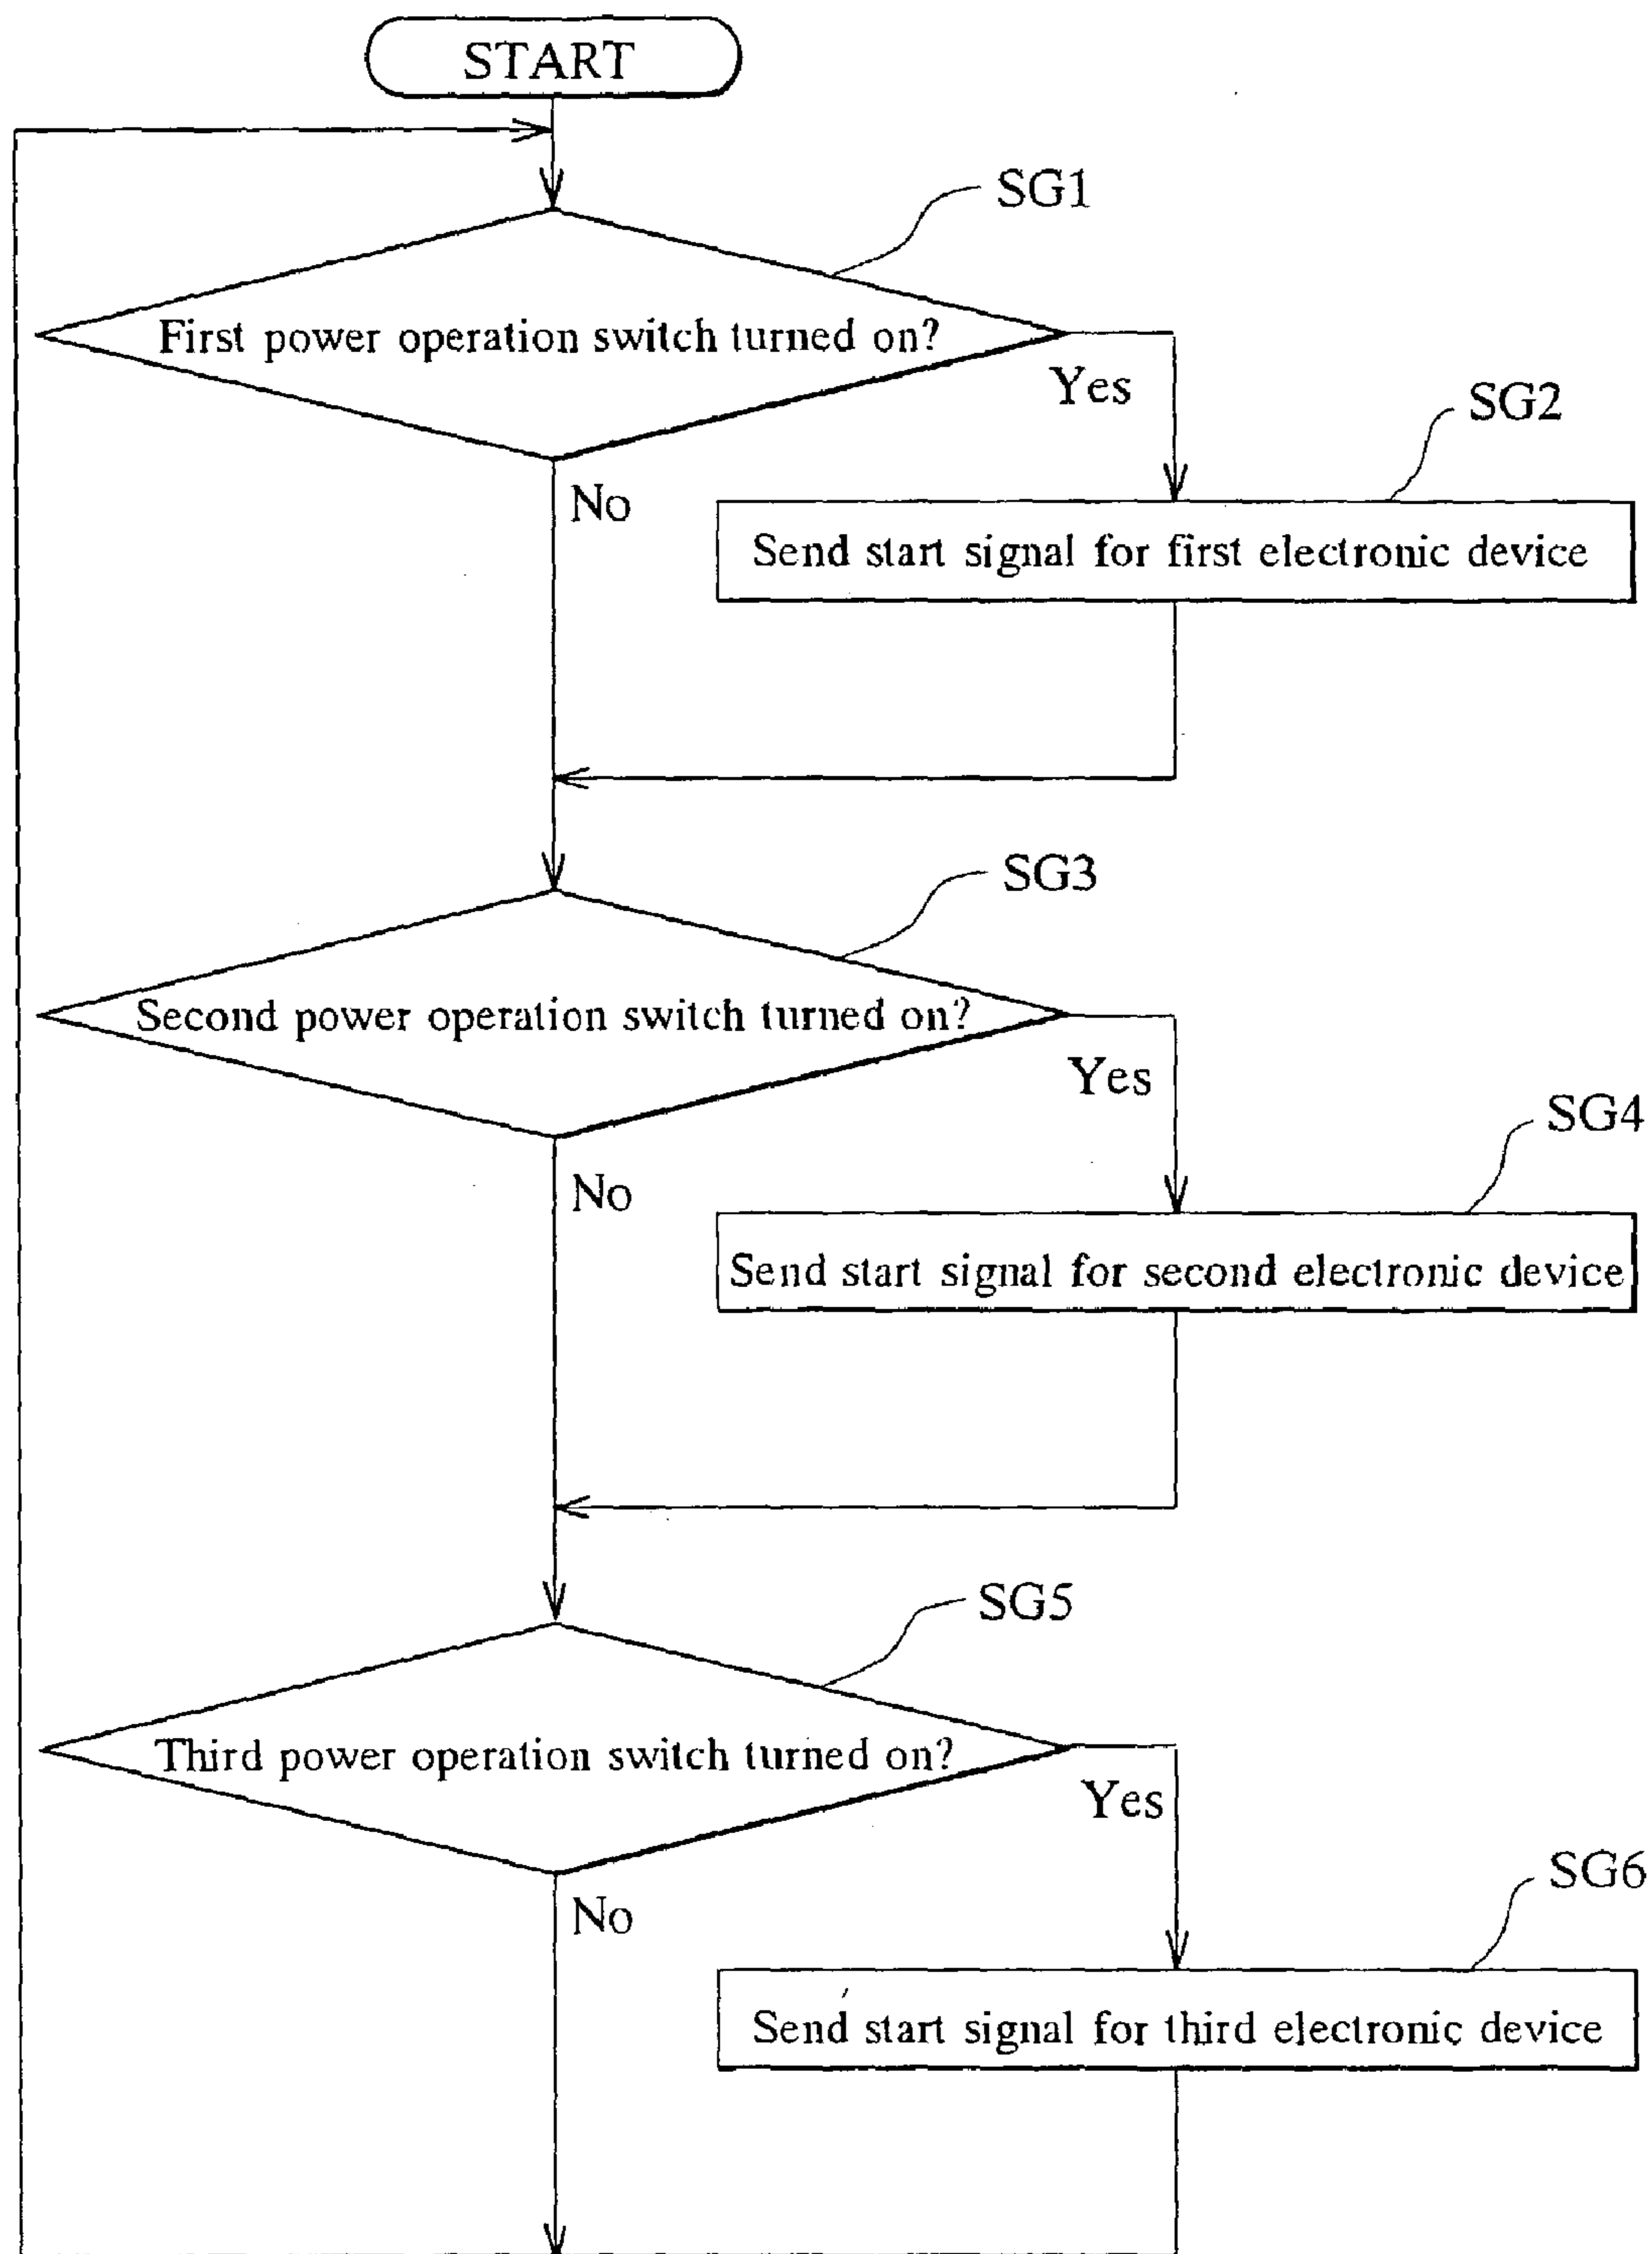 START
SG1
First power operation switch turned on?
Yes
SG2
No
Send start signal for first electronic device
SG3
Second power operation switch turned on?
Yes
SG4
No
Send start signal for second electronic device
SG5
Third power operation switch turned on?
Yes
SG6
No
Send start signal for third electronic device